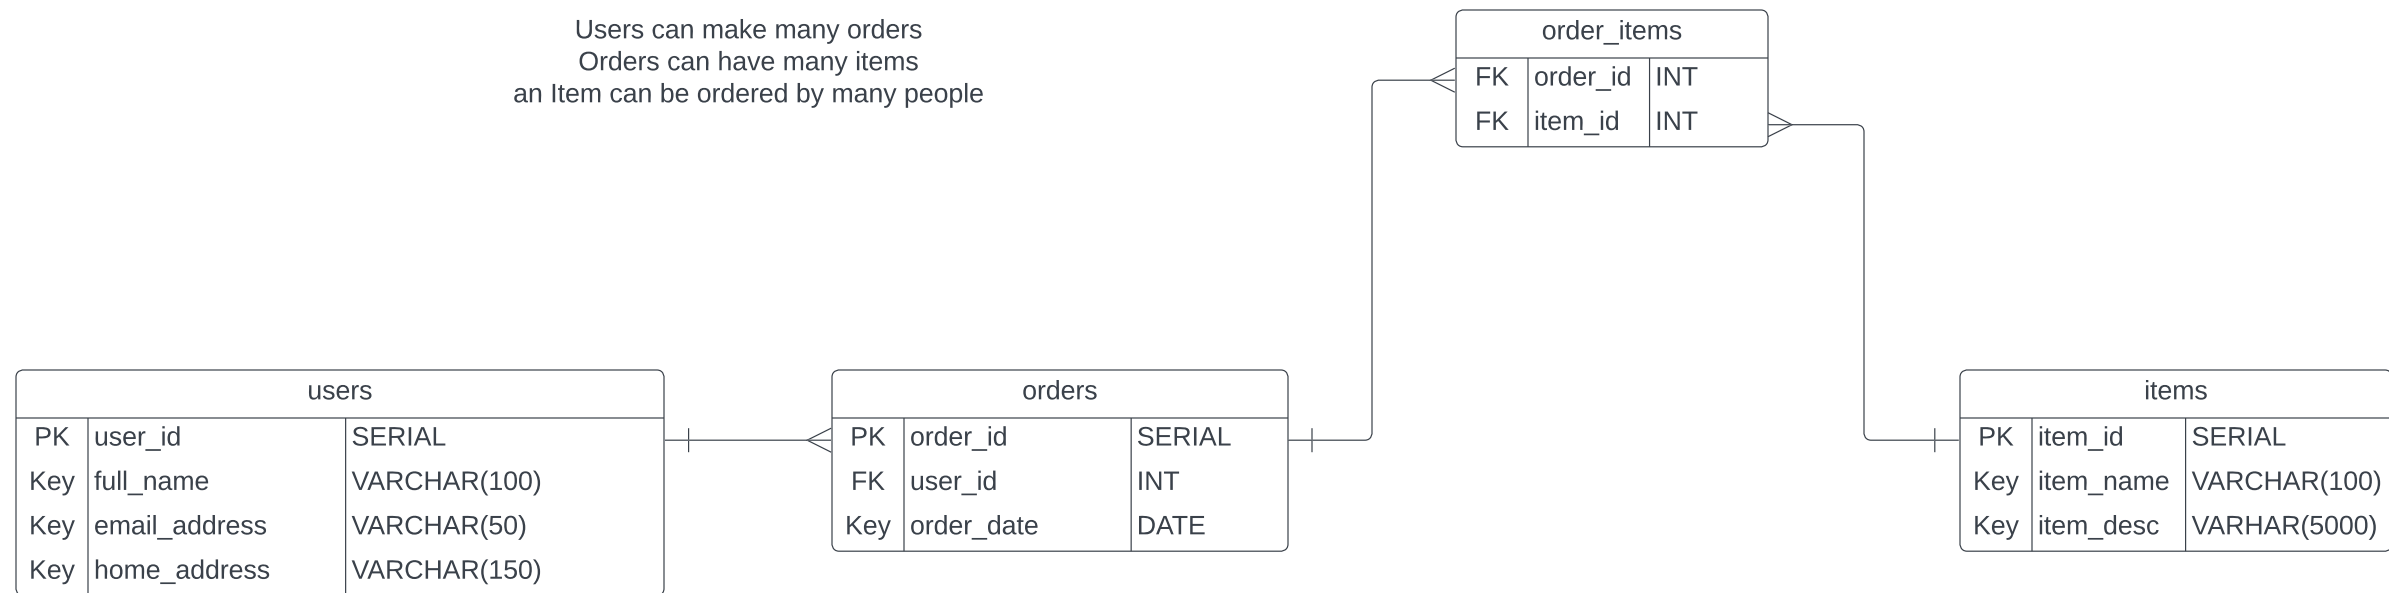 Users can make many orders
Orders can have many items
an Item can be ordered by many people
order_items
FK order_id INT
FK item_id INT
users
PK user_id SERIAL
Key full_name VARCHAR(100)
Key email_address VARCHAR(50)
Key home_address VARCHAR(150)
orders
PK order_id SERIAL
FK user_id INT
Key order_date DATE
items
PK item_id SERIAL
Key item_name VARCHAR(100)
Key item_desc VARHAR(5000)